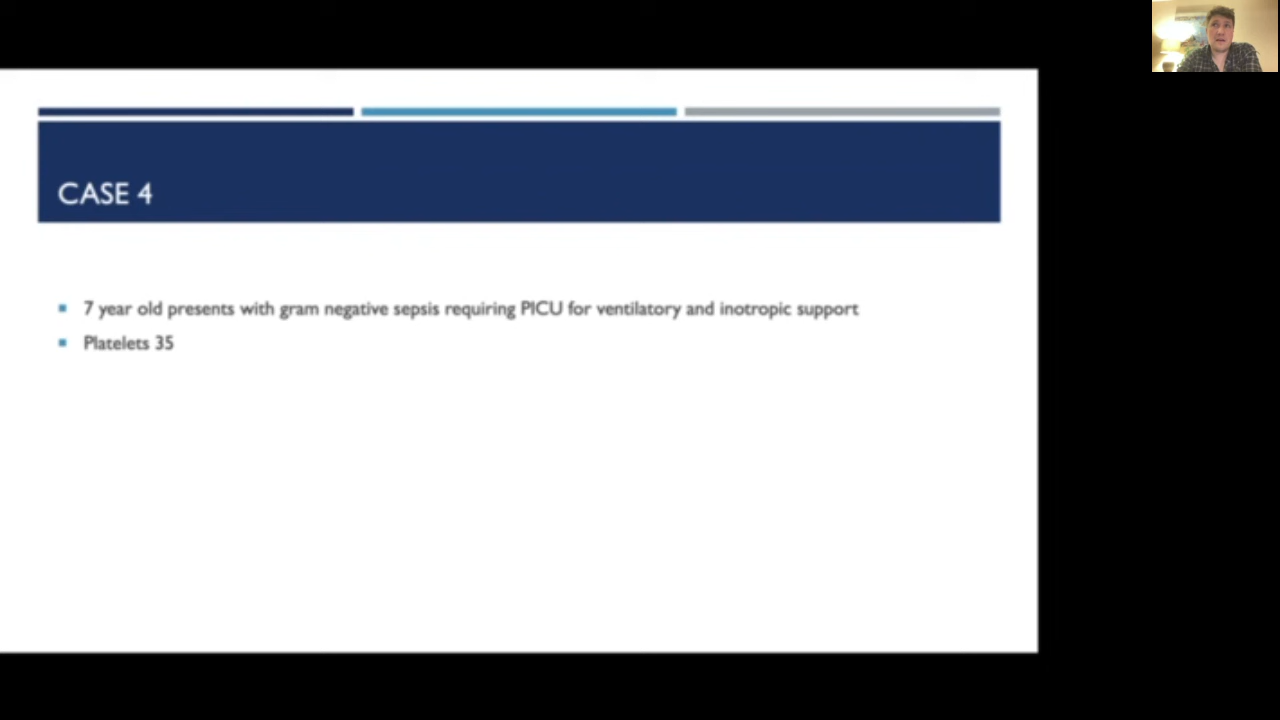 CASE 4
7 year old presents with gram negative sepsis requiring PICU for ventilatory and inotropic support
Platelets 35